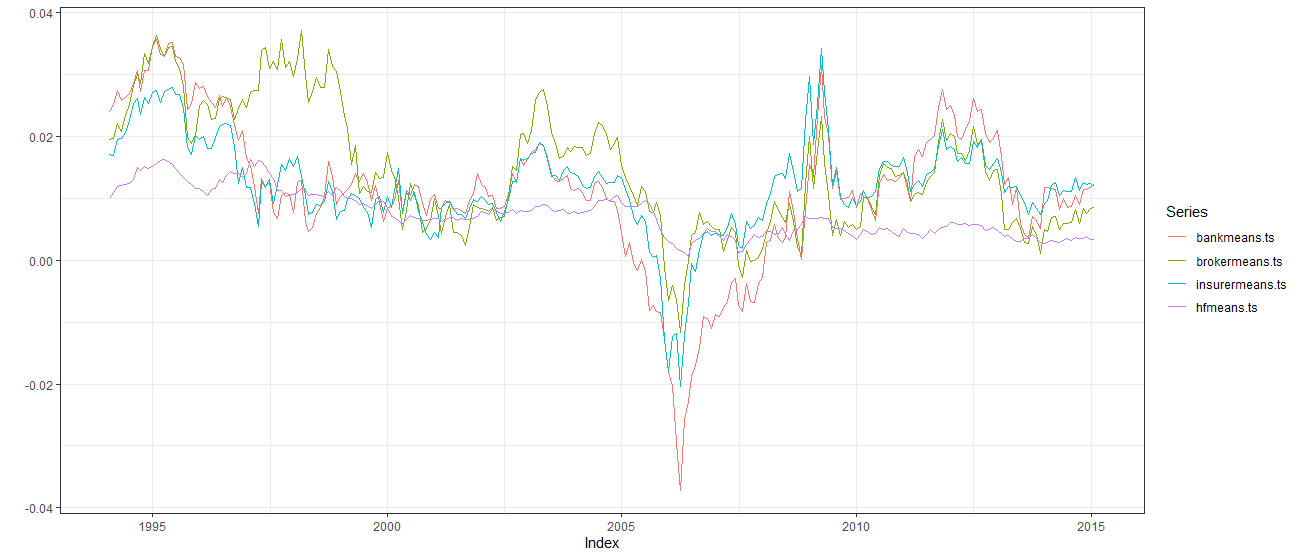 0.04
0.02
0.00
-0.02
-0.04
1995 2000 2005 2010 2015
Index
Series
bankmeans.ts
brokermeans.ts
insurermeans.ts
hfmeans.ts